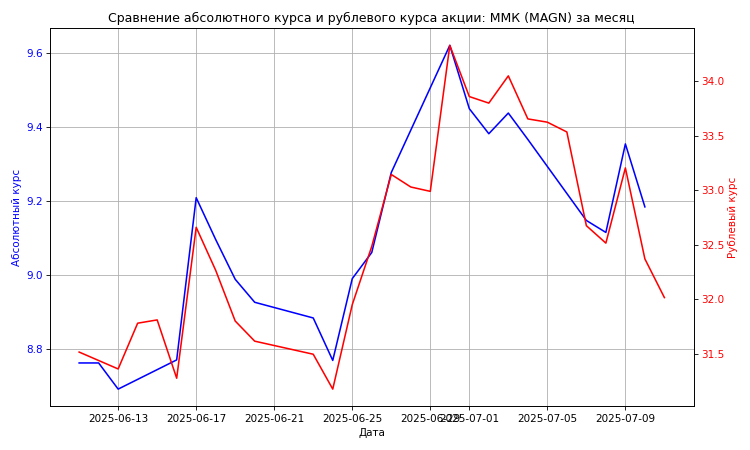 Сравнение абсолютного курса и рублевого курса акции: ММК (MAGN) за месяц
9.6
9.4
9.2
9.0
8.8
Абсолютный курс
34.0
33.5
33.0
32.5
32.0
31.5
Рублевый курс
2025-06-13 2025-06-17 2025-06-21 2025-06-25 2025-06-29 2025-07-01 2025-07-05 2025-07-09
Дата